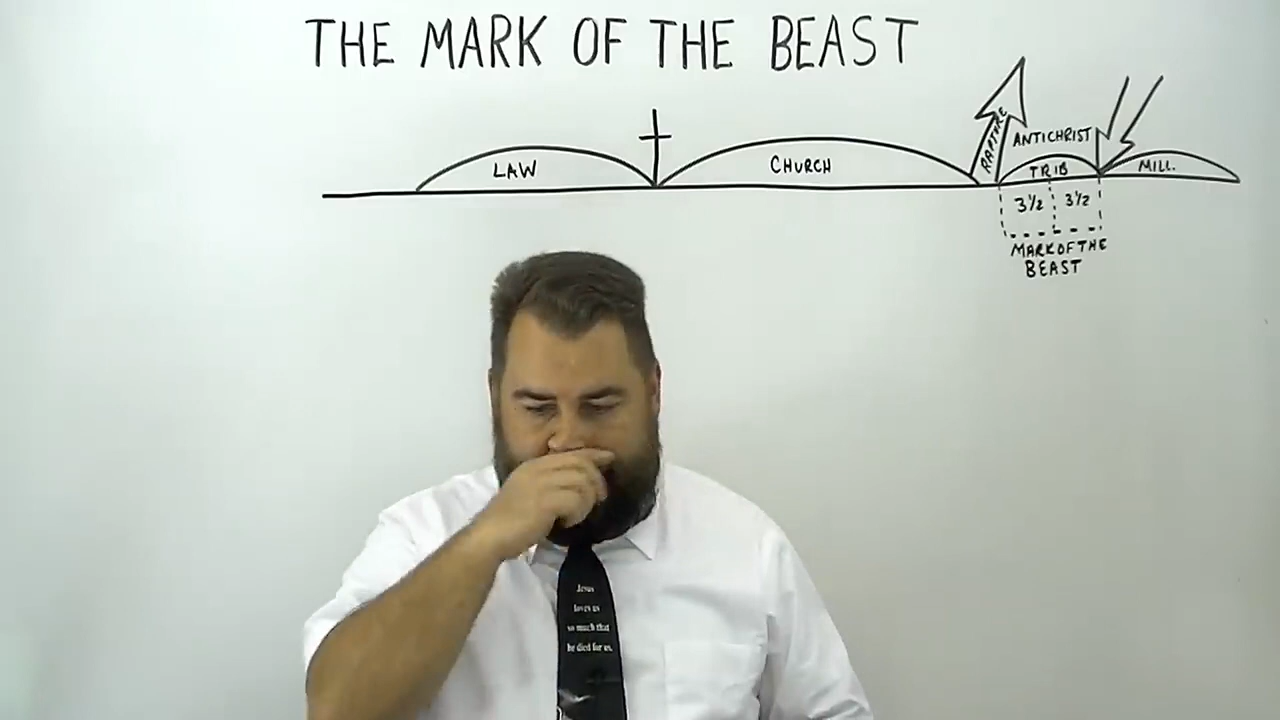 THE MARK OF THE BEAST
LAW
CHURCH
RAPTURE
ANTICHRIST
TRIB
MILL.
3½
3½
MARK OF THE
BEAST
Jesus
loves us
so much that
he died for us.